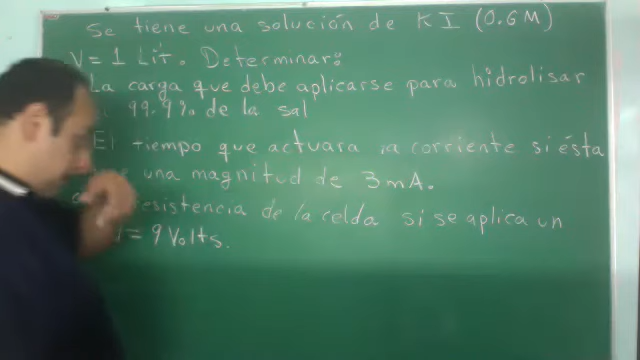 Se tiene una solución de KI (0.6M)
V = 1 Lit. Determinar:
La carga que debe aplicarse para hidrolisar
99.9% de la sal
El tiempo que actuara la corriente si ésta
una magnitud de 3mA.
resistencia de la celda si se aplica un
= 9 Volts.